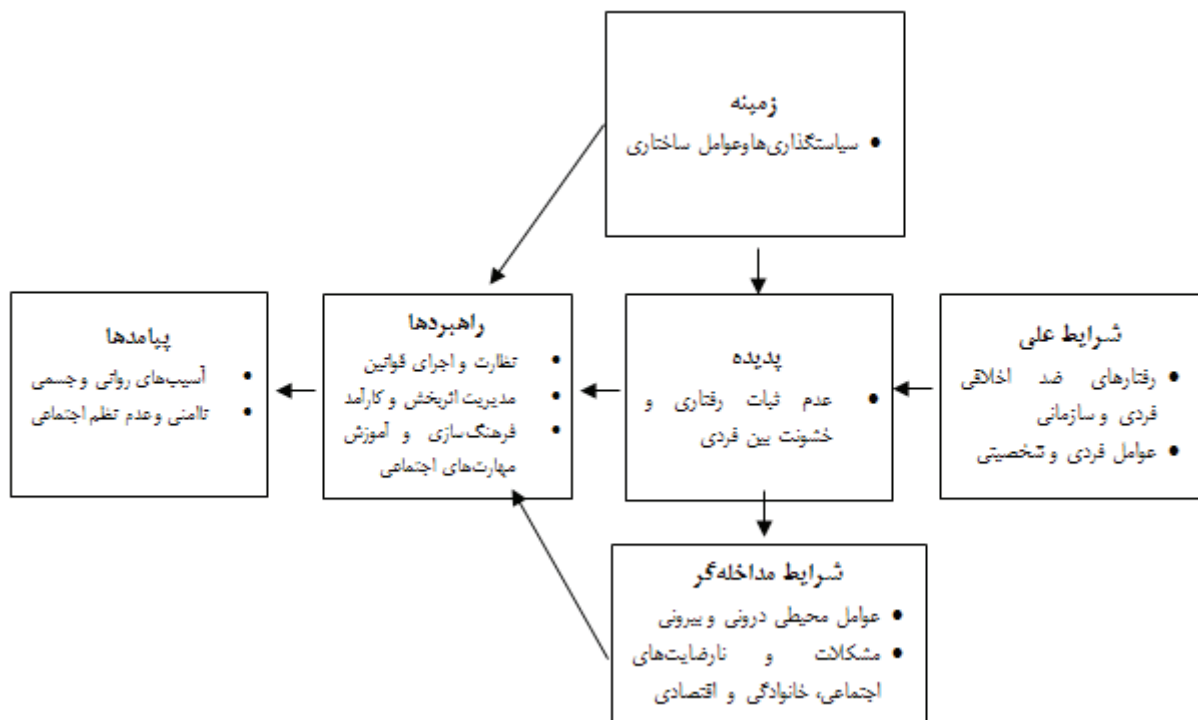 زمینه
• سیاستگذاری‌هاوعوامل ساختاری
شرایط علی
• رفتارهای ضد اخلاقی
فردی و سازمانی
• عوامل فردی و شخصیتی
پدیده
• عدم ثبات رفتاری و
خشونت بین فردی
راهبردها
• نظارت و اجرای قوانین
• مدیریت اثربخش و کارآمد
• فرهنگ‌سازی و آموزش
مهارت‌های اجتماعی
پیامدها
• آسیب‌های روانی و جسمی
• ناامنی و عدم نظم اجتماعی
شرایط مداخله‌گر
• عوامل محیطی درونی و بیرونی
• مشکلات و نارضایت‌های
اجتماعی، خانوادگی و اقتصادی